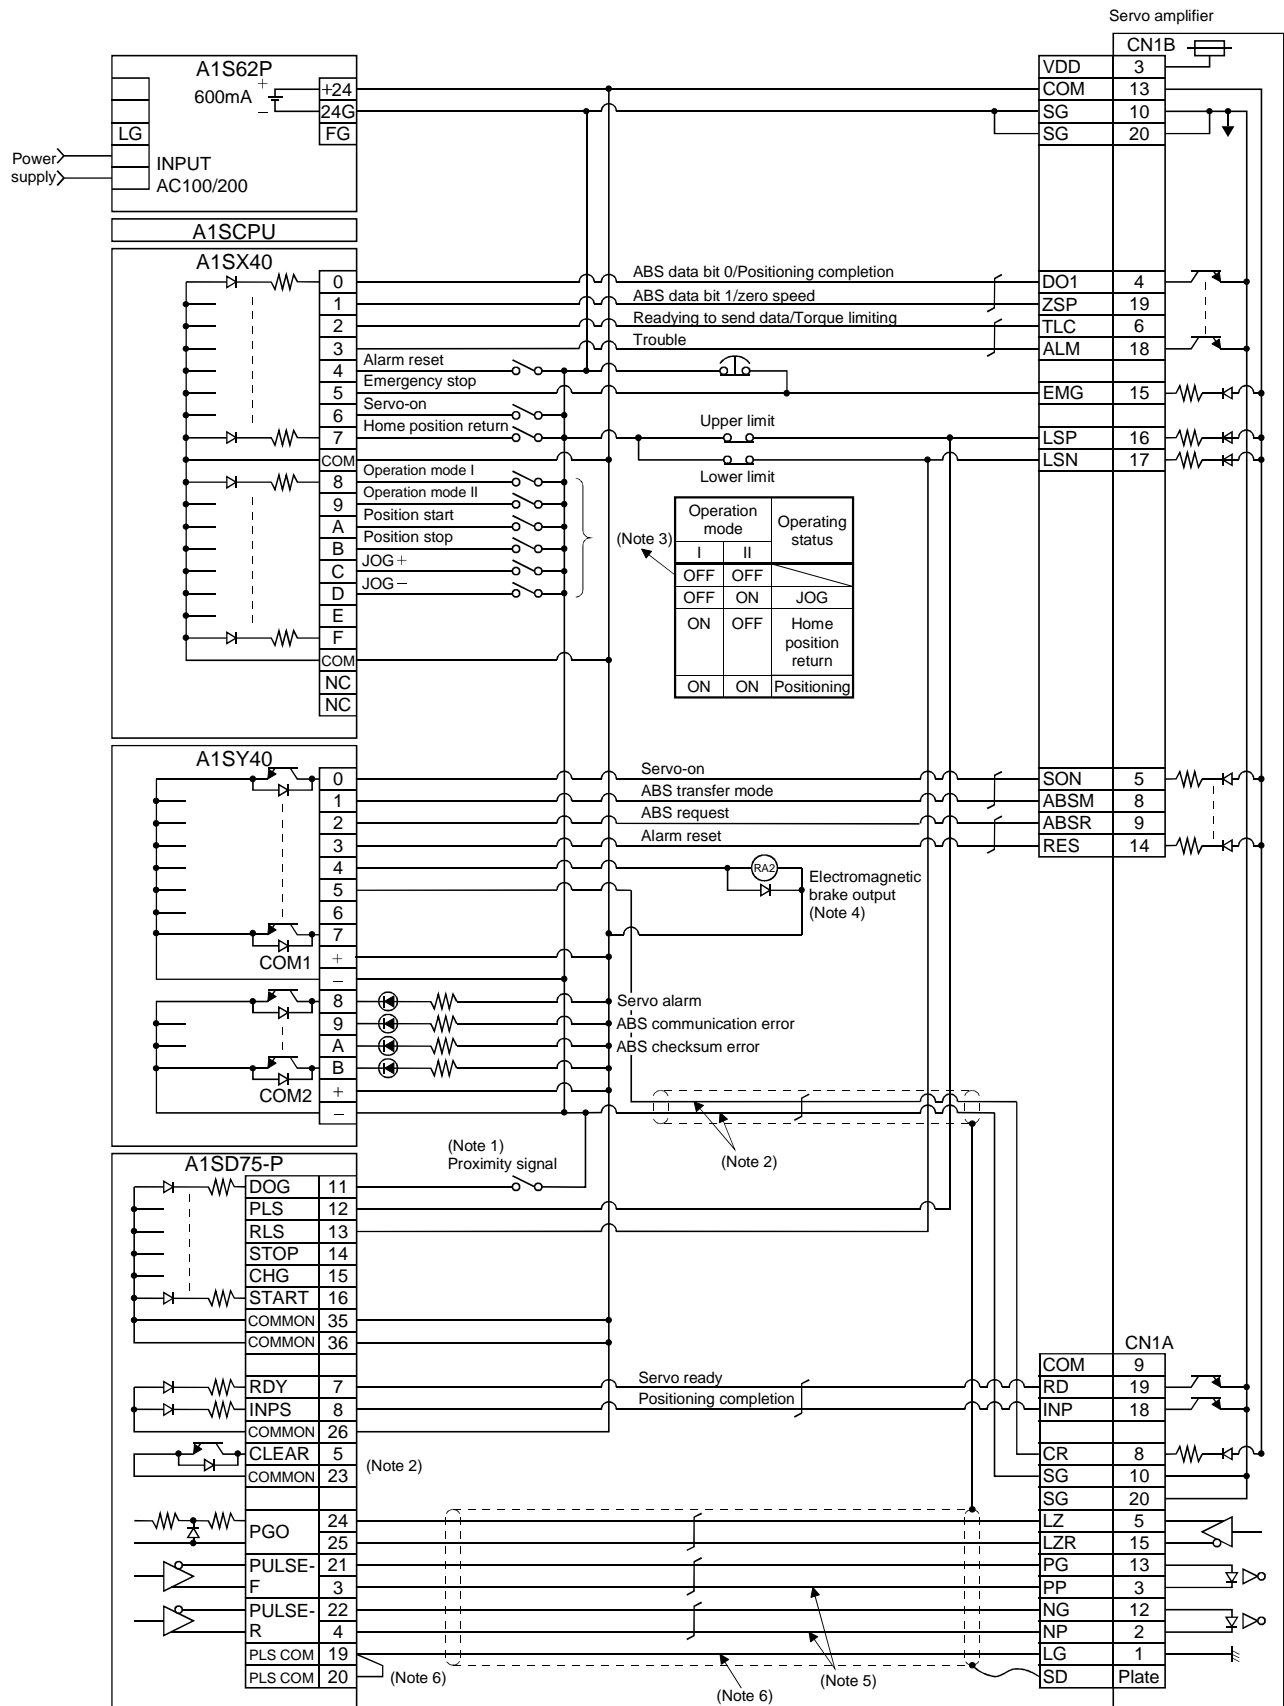 Servo amplifier
CN1B
A1S62P
+
600mA
−
+24
24G
FG
LG
Power
supply
INPUT
AC100/200
VDD 3
COM 13
SG 10
SG 20
A1SCPU
A1SX40
0 ABS data bit 0/Positioning completion DO1 4
1 ABS data bit 1/zero speed ZSP 19
2 Readying to send data/Torque limiting TLC 6
3 Trouble ALM 18
4 Alarm reset
5 Emergency stop EMG 15
6 Servo-on
7 Home position return Upper limit LSP 16
COM Lower limit LSN 17
8 Operation mode I
9 Operation mode II
A Position start
B Position stop
C JOG+
D JOG−
E
F
COM
NC
NC
(Note 3)
Operation mode Operating status
I II
OFF OFF
OFF ON JOG
ON OFF Home position return
ON ON Positioning
A1SY40
0 Servo-on SON 5
1 ABS transfer mode ABSM 8
2 ABS request ABSR 9
3 Alarm reset RES 14
4 RA2
5
6
7
Electromagnetic
brake output
(Note 4)
COM1 +
−
8 Servo alarm
9 ABS communication error
A ABS checksum error
B
COM2 +
−
(Note 2)
(Note 1)
Proximity signal
A1SD75-P
DOG 11
PLS 12
RLS 13
STOP 14
CHG 15
START 16
COMMON 35
COMMON 36
CN1A
COM 9
RDY 7 Servo ready RD 19
INPS 8 Positioning completion INP 18
COMMON 26
CLEAR 5 CR 8
COMMON 23 (Note 2) SG 10
SG 20
PGO 24 LZ 5
25 LZR 15
PULSE-
F 21 PG 13
3 PP 3
PULSE-
R 22 NG 12
4 NP 2
PLS COM 19 LG 1
PLS COM 20 (Note 6) SD Plate
(Note 5)
(Note 6)